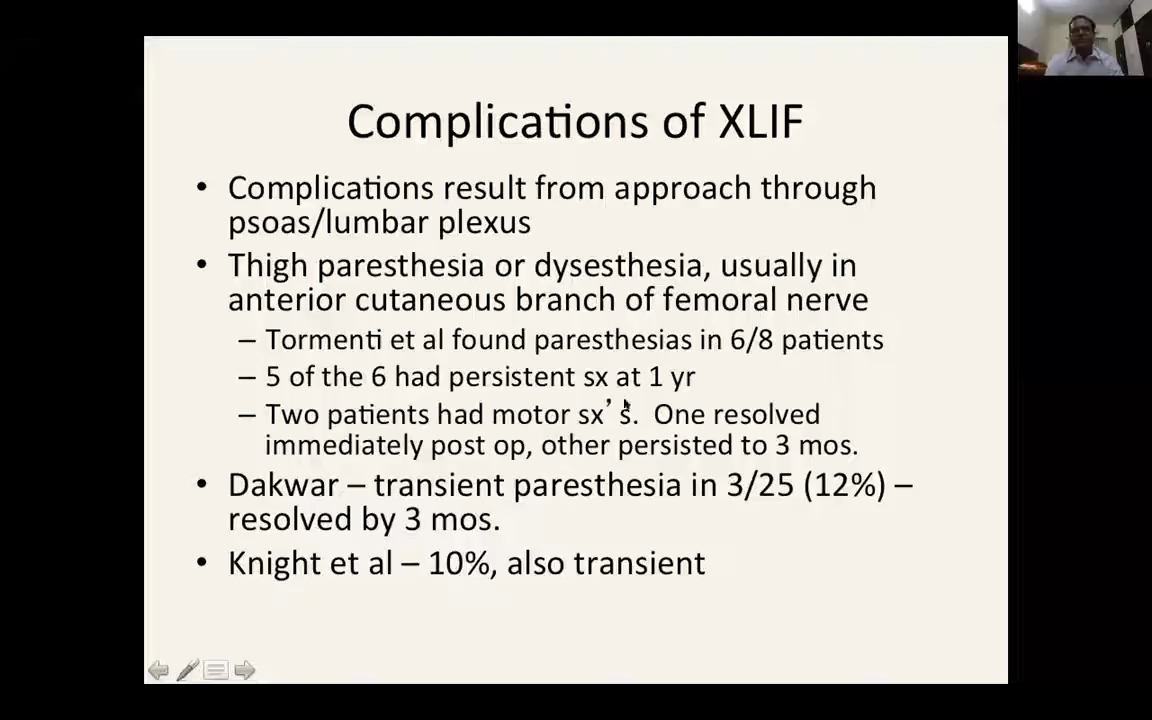 Complications of XLIF
• Complications result from approach through
psoas/lumbar plexus
• Thigh paresthesia or dysesthesia, usually in
anterior cutaneous branch of femoral nerve
– Tormenti et al found paresthesias in 6/8 patients
– 5 of the 6 had persistent sx at 1 yr
– Two patients had motor sx’s. One resolved
immediately post op, other persisted to 3 mos.
• Dakwar – transient paresthesia in 3/25 (12%) –
resolved by 3 mos.
• Knight et al – 10%, also transient